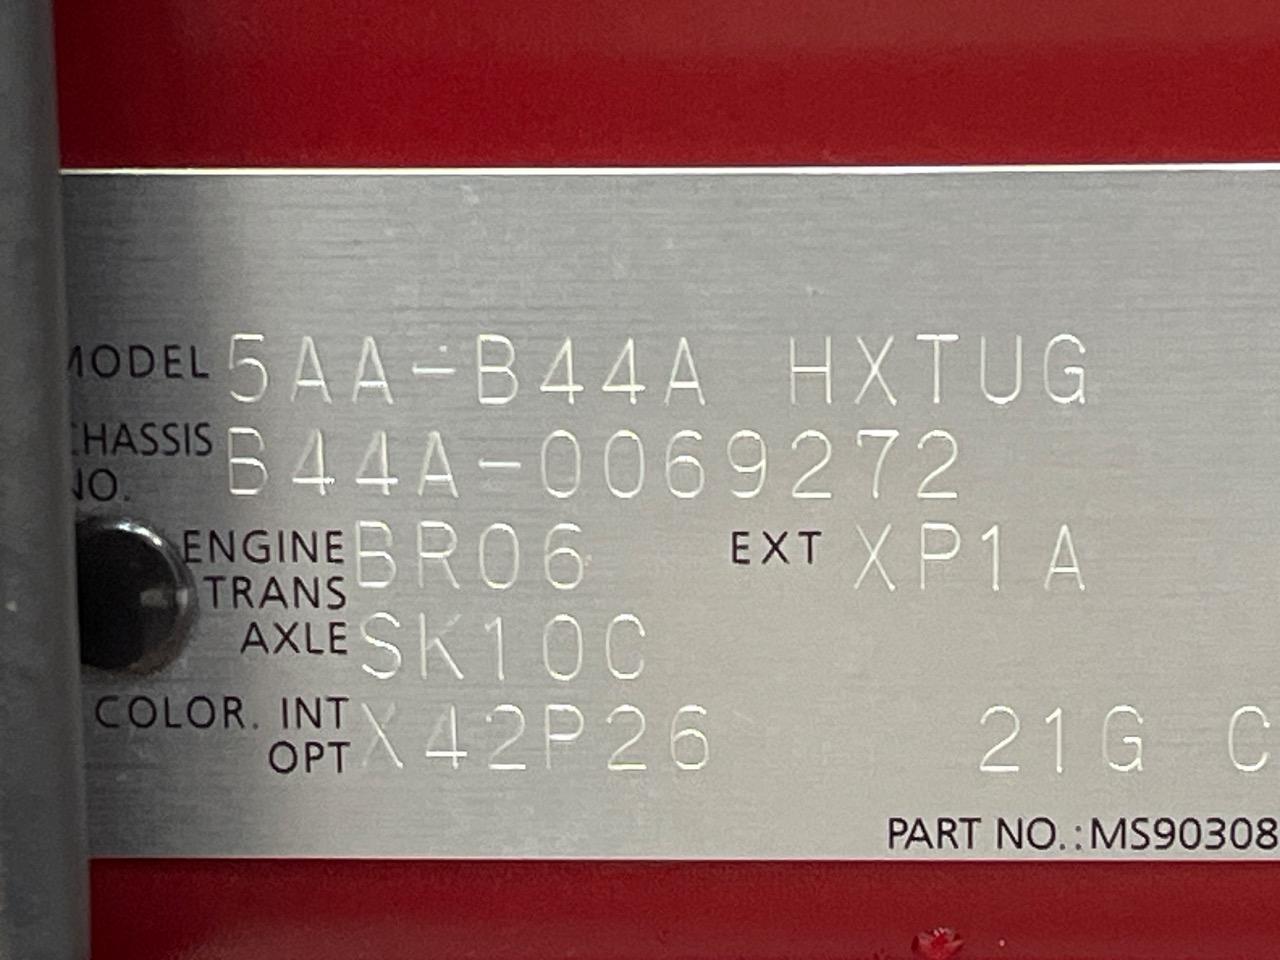 MODEL 5AA-B44A HXTUG
CHASSIS NO. B44A-0069272
ENGINE BR06 EXT XP1A
TRANS AXLE SK10C
COLOR. INT OPT X42P26 21G C
PART NO.:MS90308